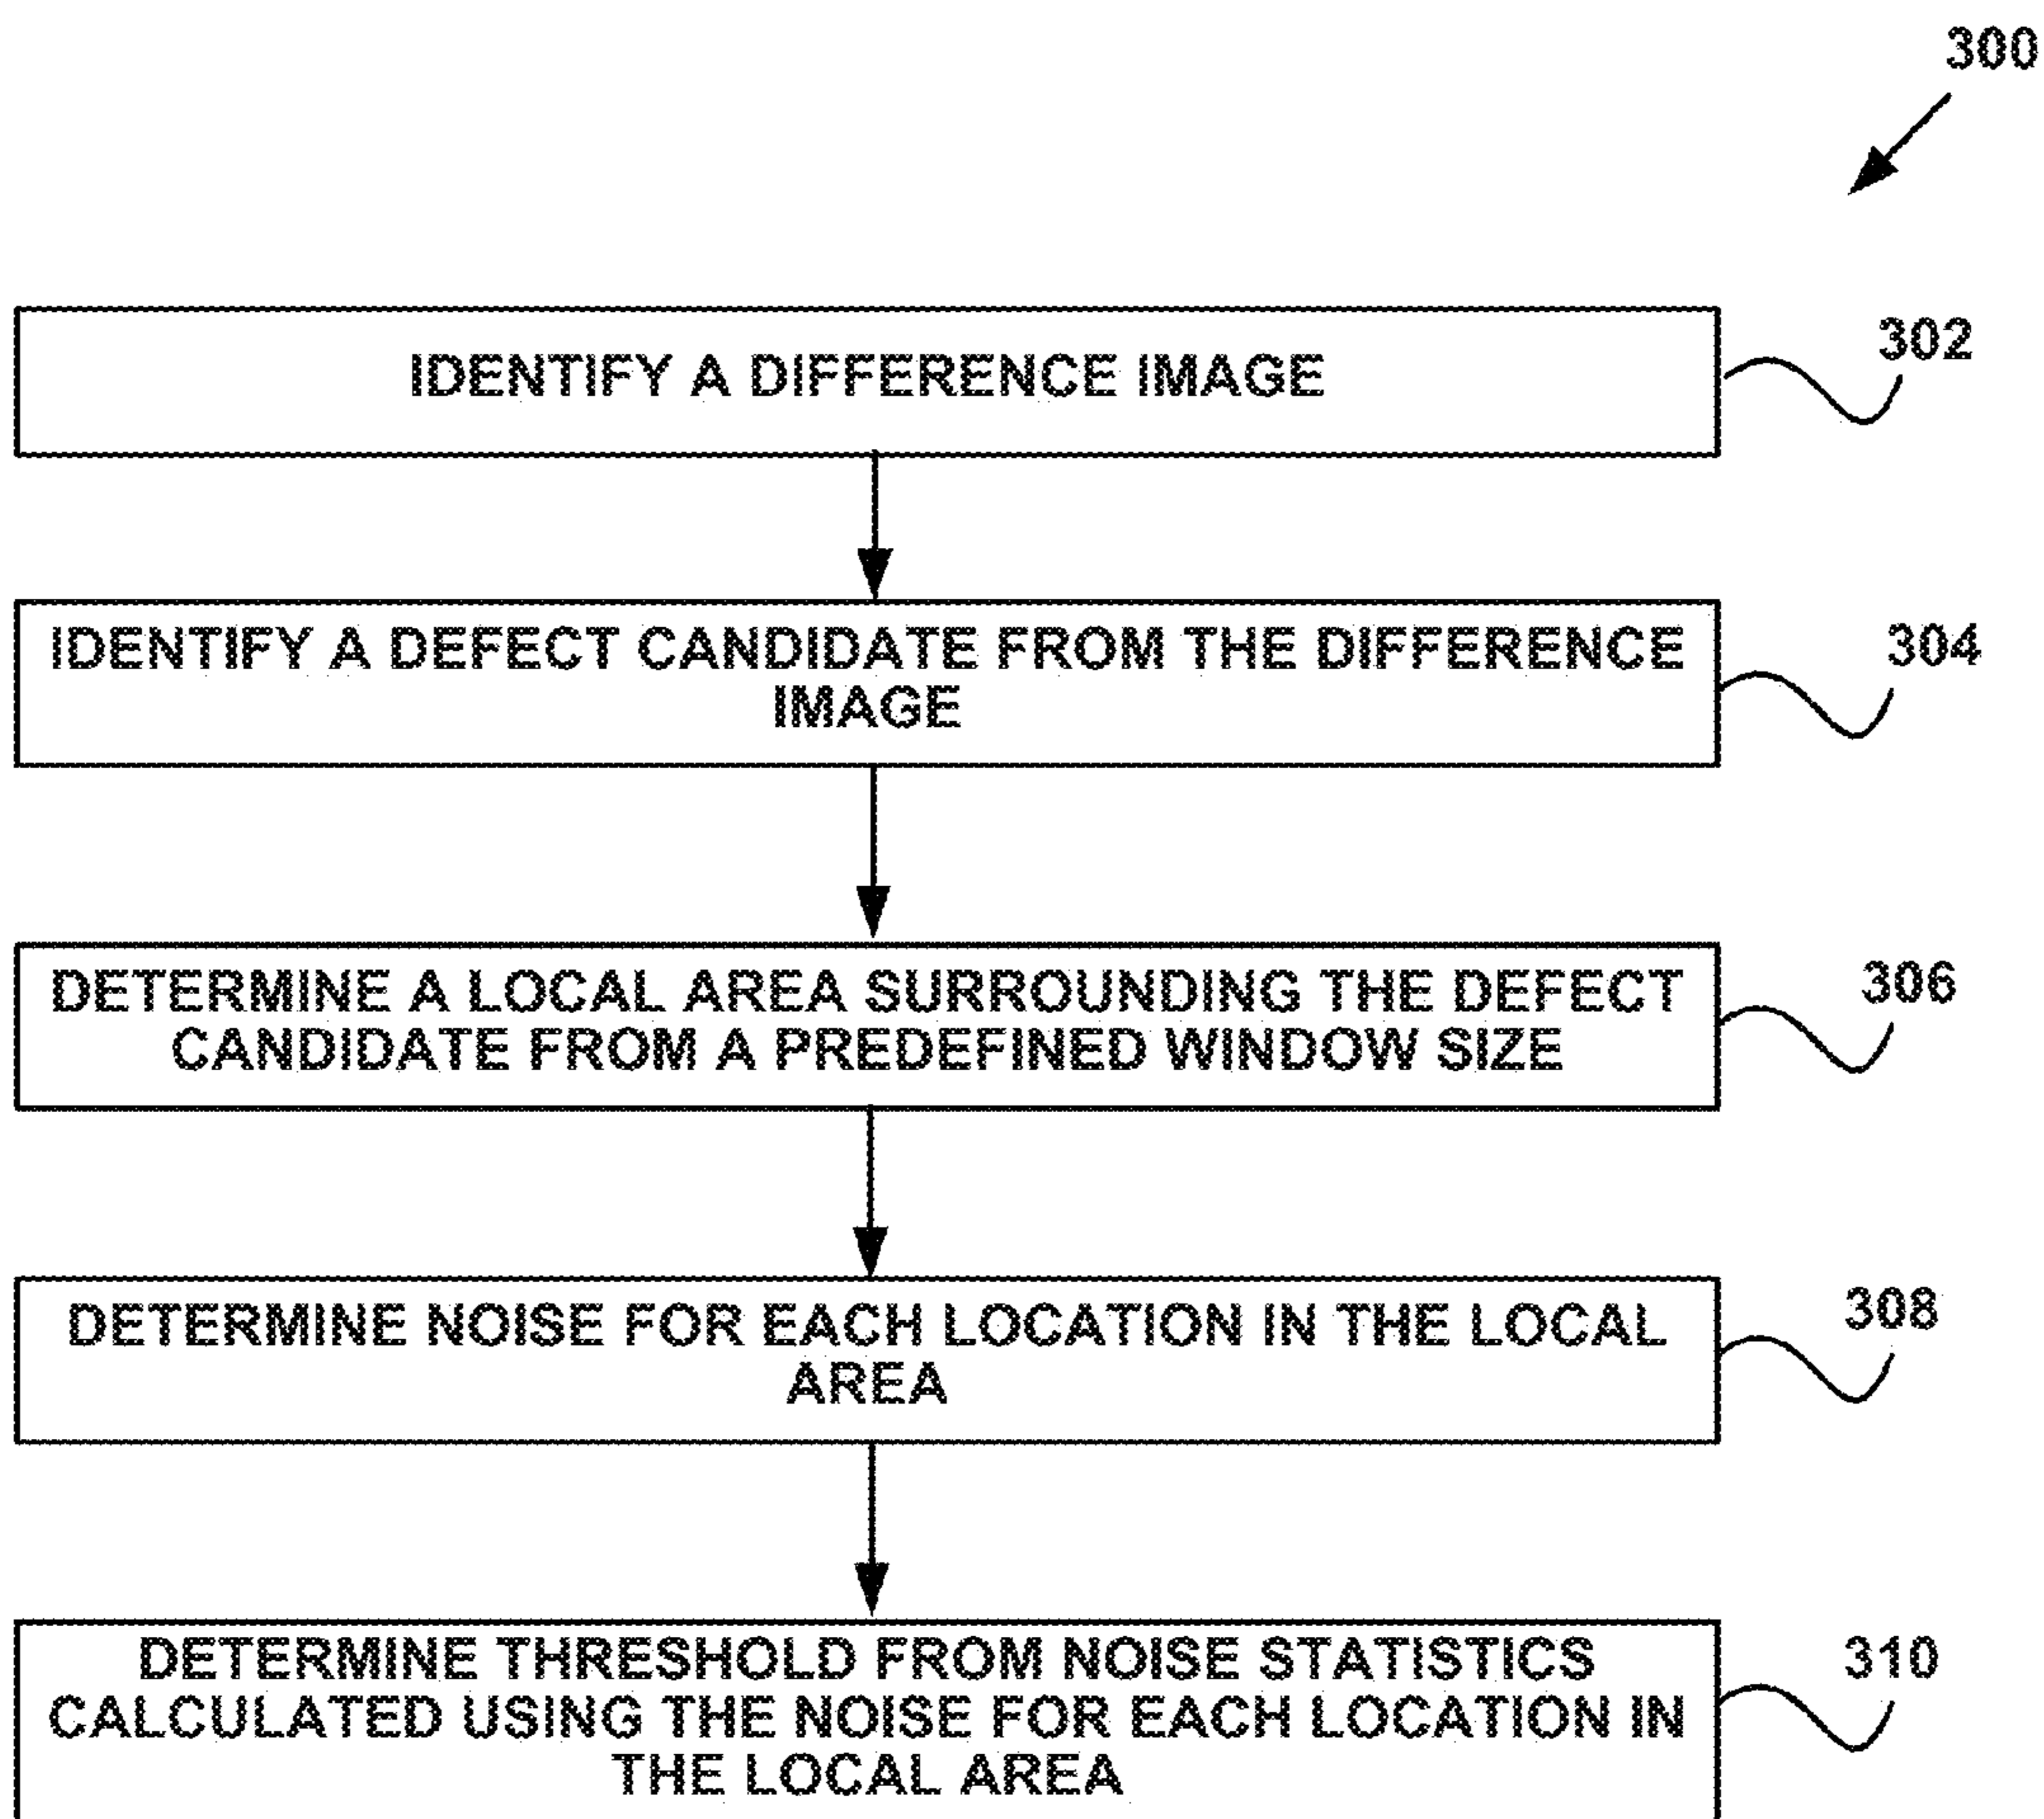 300
IDENTIFY A DIFFERENCE IMAGE
302
IDENTIFY A DEFECT CANDIDATE FROM THE DIFFERENCE
IMAGE
304
DETERMINE A LOCAL AREA SURROUNDING THE DEFECT
CANDIDATE FROM A PREDEFINED WINDOW SIZE
306
DETERMINE NOISE FOR EACH LOCATION IN THE LOCAL
AREA
308
DETERMINE THRESHOLD FROM NOISE STATISTICS
CALCULATED USING THE NOISE FOR EACH LOCATION IN
THE LOCAL AREA
310